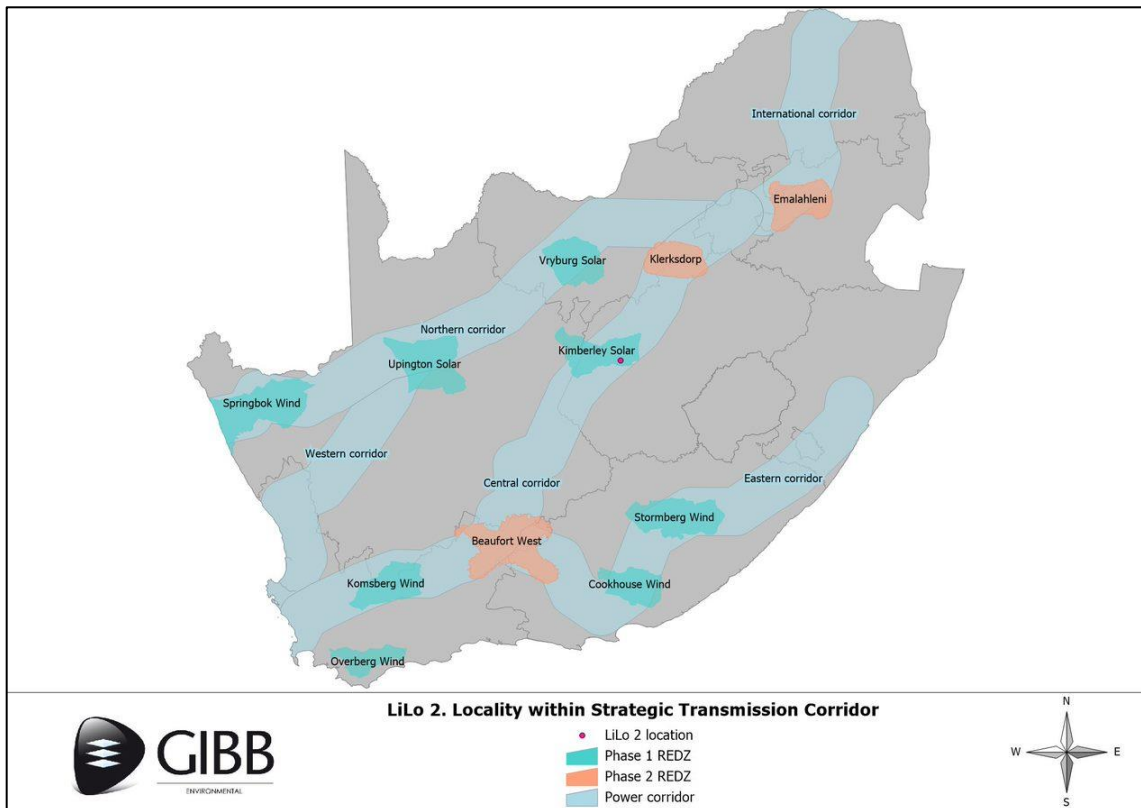 International corridor
Emalahleni
Vryburg Solar
Klerksdorp
Northern corridor
Kimberley Solar
Upington Solar
Springbok Wind
Western corridor
Central corridor
Eastern corridor
Stormberg Wind
Beaufort West
Komsberg Wind
Cookhouse Wind
Overberg Wind
LiLo 2. Locality within Strategic Transmission Corridor
LiLo 2 location
Phase 1 REDZ
Phase 2 REDZ
Power corridor
GIBB
ENVIRONMENTAL
N
W
E
S